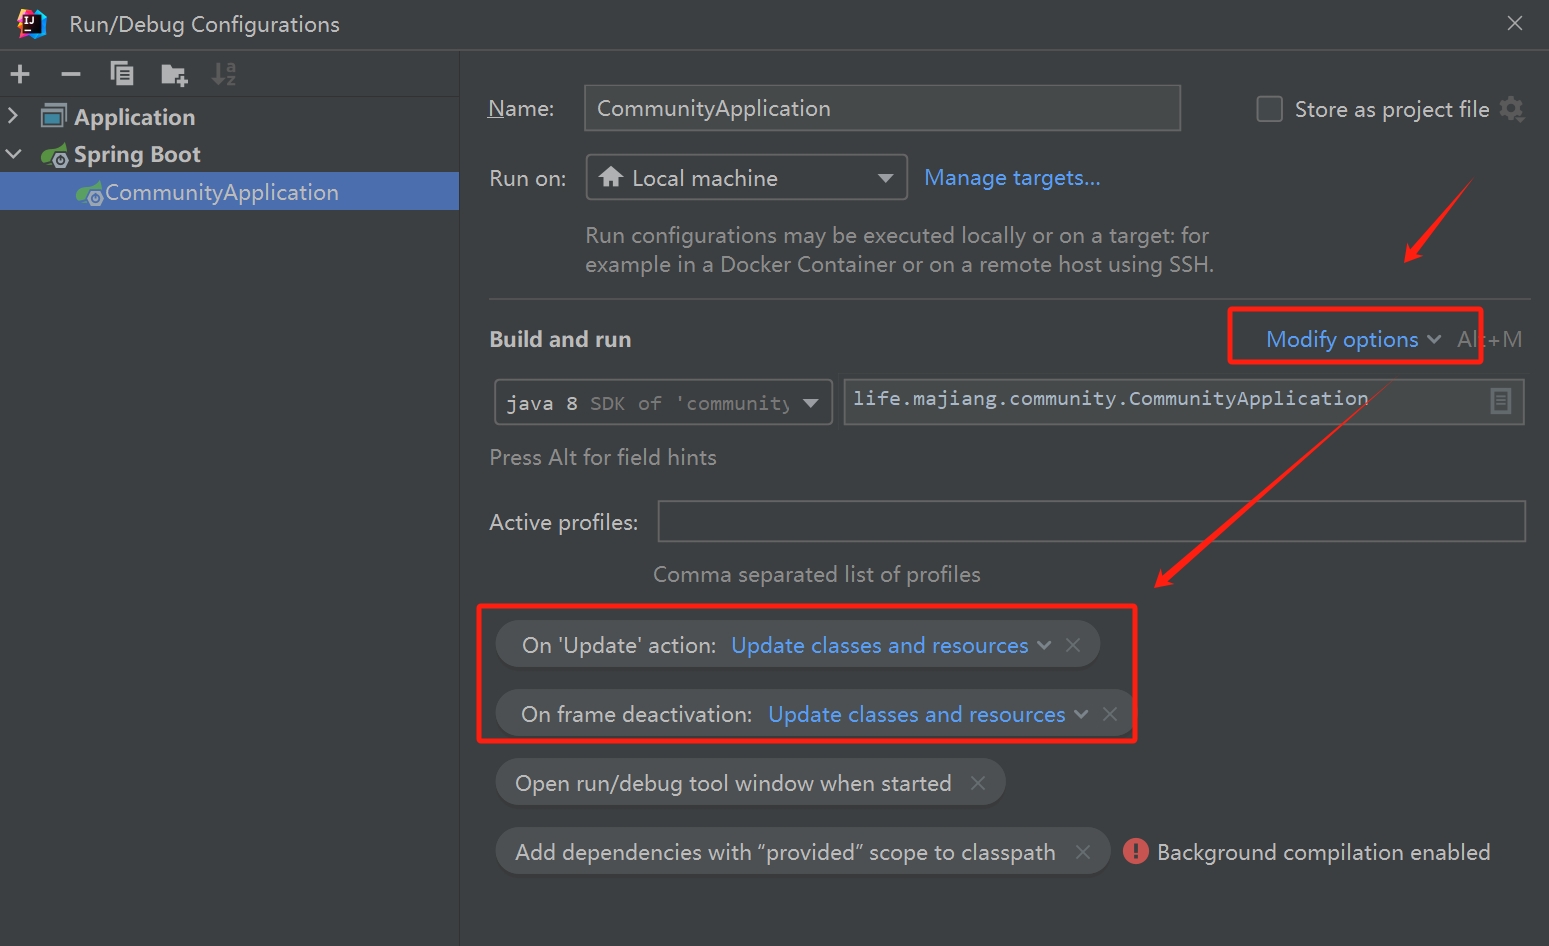 IJ
Run/Debug Configurations
Application
Spring Boot
CommunityApplication
Name: CommunityApplication Store as project file
Run on: Local machine Manage targets...
Run configurations may be executed locally or on a target: for
example in a Docker Container or on a remote host using SSH.
Build and run Modify options Alt+M
java 8 SDK of 'community life.majiang.community.CommunityApplication
Press Alt for field hints
Active profiles:
Comma separated list of profiles
On 'Update' action: Update classes and resources
On frame deactivation: Update classes and resources
Open run/debug tool window when started
Add dependencies with “provided” scope to classpath Background compilation enabled